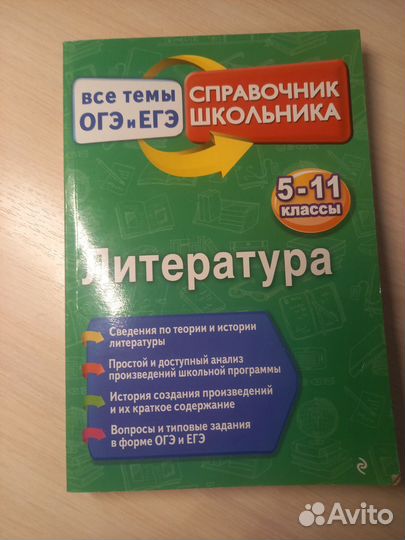 все темы
ОГЭ и ЕГЭ
СПРАВОЧНИК
ШКОЛЬНИКА
5-11
классы
Литература
Сведения по теории и истории
литературы
Простой и доступный анализ
произведений школьной программы
История создания произведений
и их краткое содержание
Вопросы и типовые задания
в форме ОГЭ и ЕГЭ
Avito